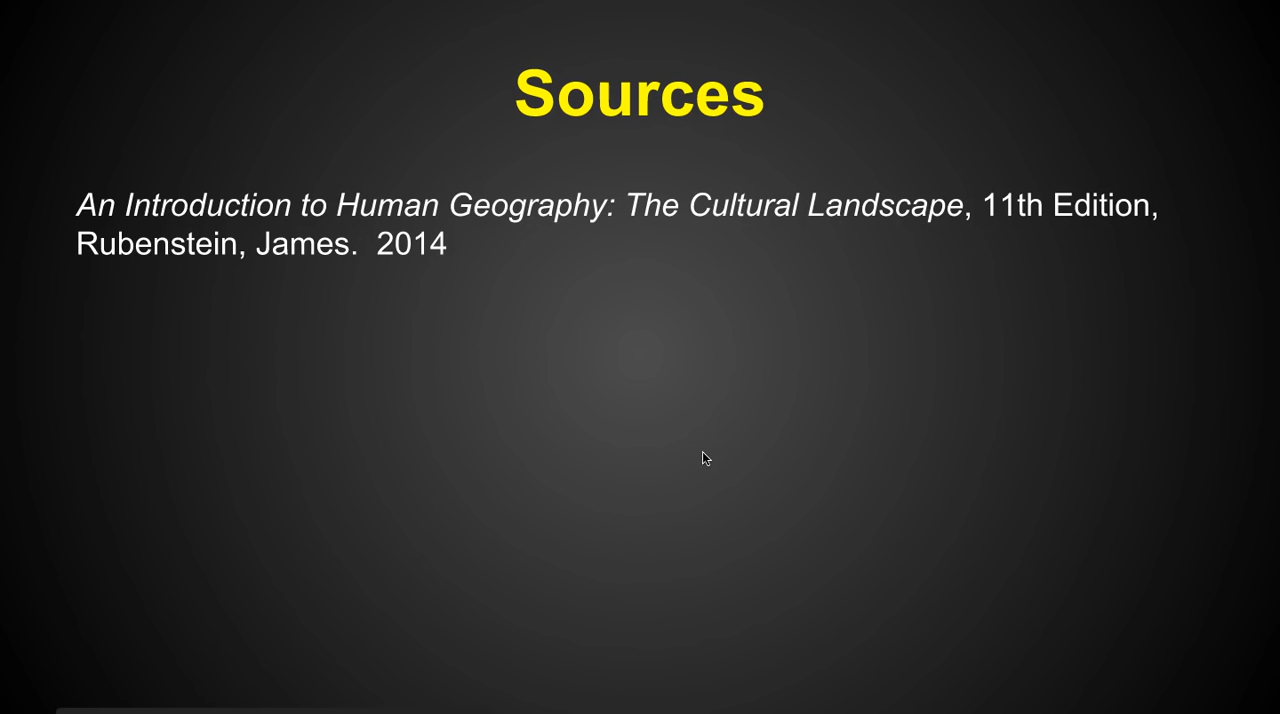 Sources
An Introduction to Human Geography: The Cultural Landscape, 11th Edition,
Rubenstein, James.  2014